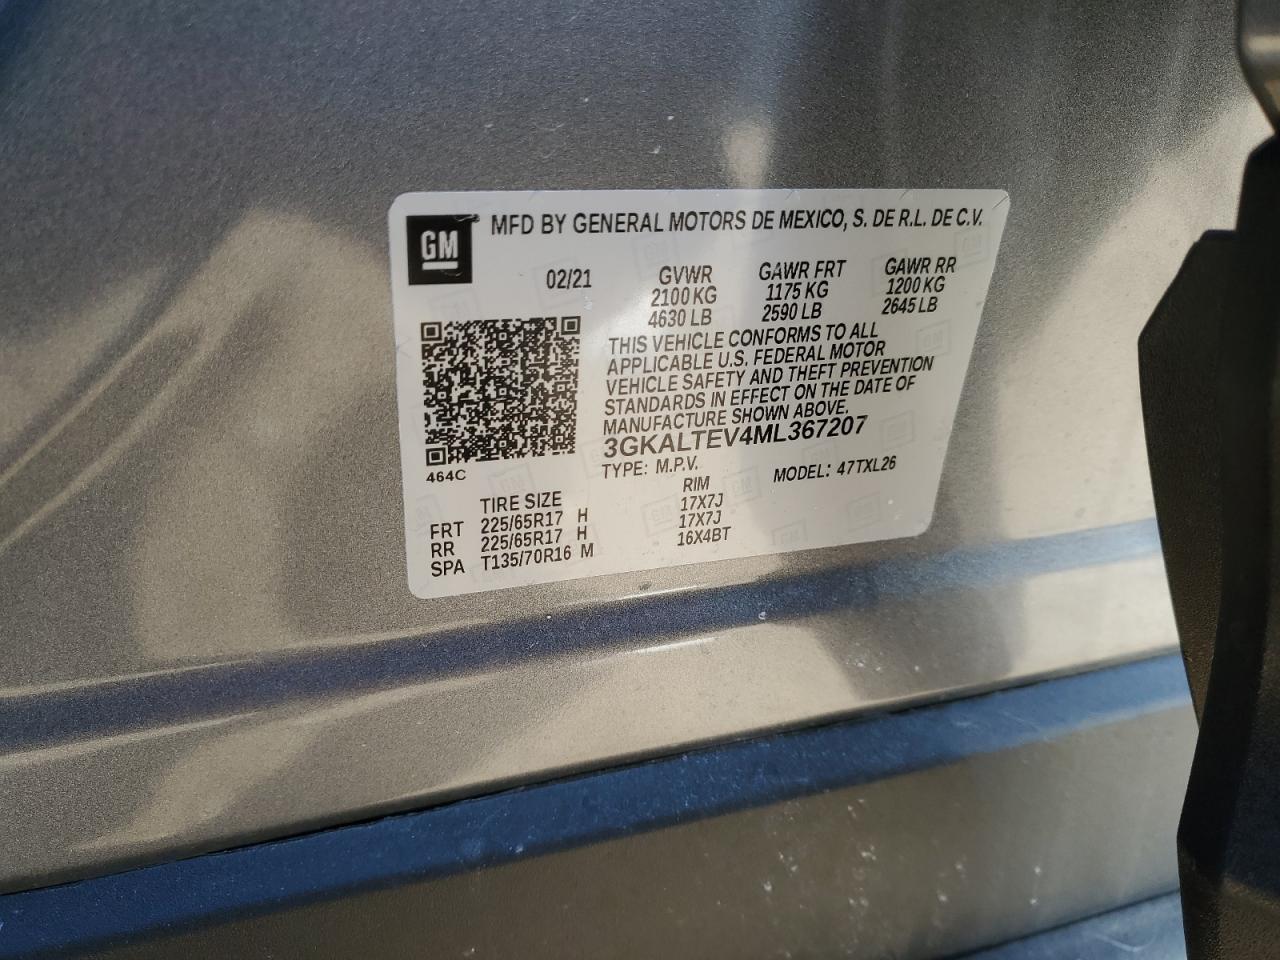 GM
MFD BY GENERAL MOTORS DE MEXICO, S. DE R.L. DE C.V.
02/21
GVWR
2100 KG
4630 LB
GAWR FRT
1175 KG
2590 LB
GAWR RR
1200 KG
2645 LB
THIS VEHICLE CONFORMS TO ALL
APPLICABLE U.S. FEDERAL MOTOR
VEHICLE SAFETY AND THEFT PREVENTION
STANDARDS IN EFFECT ON THE DATE OF
MANUFACTURE SHOWN ABOVE.
3GKALTEV4ML367207
TYPE: M.P.V. MODEL: 47TXL26
464C
TIRE SIZE RIM
FRT 225/65R17 H 17X7J
RR 225/65R17 H 17X7J
SPA T135/70R16 M 16X4BT